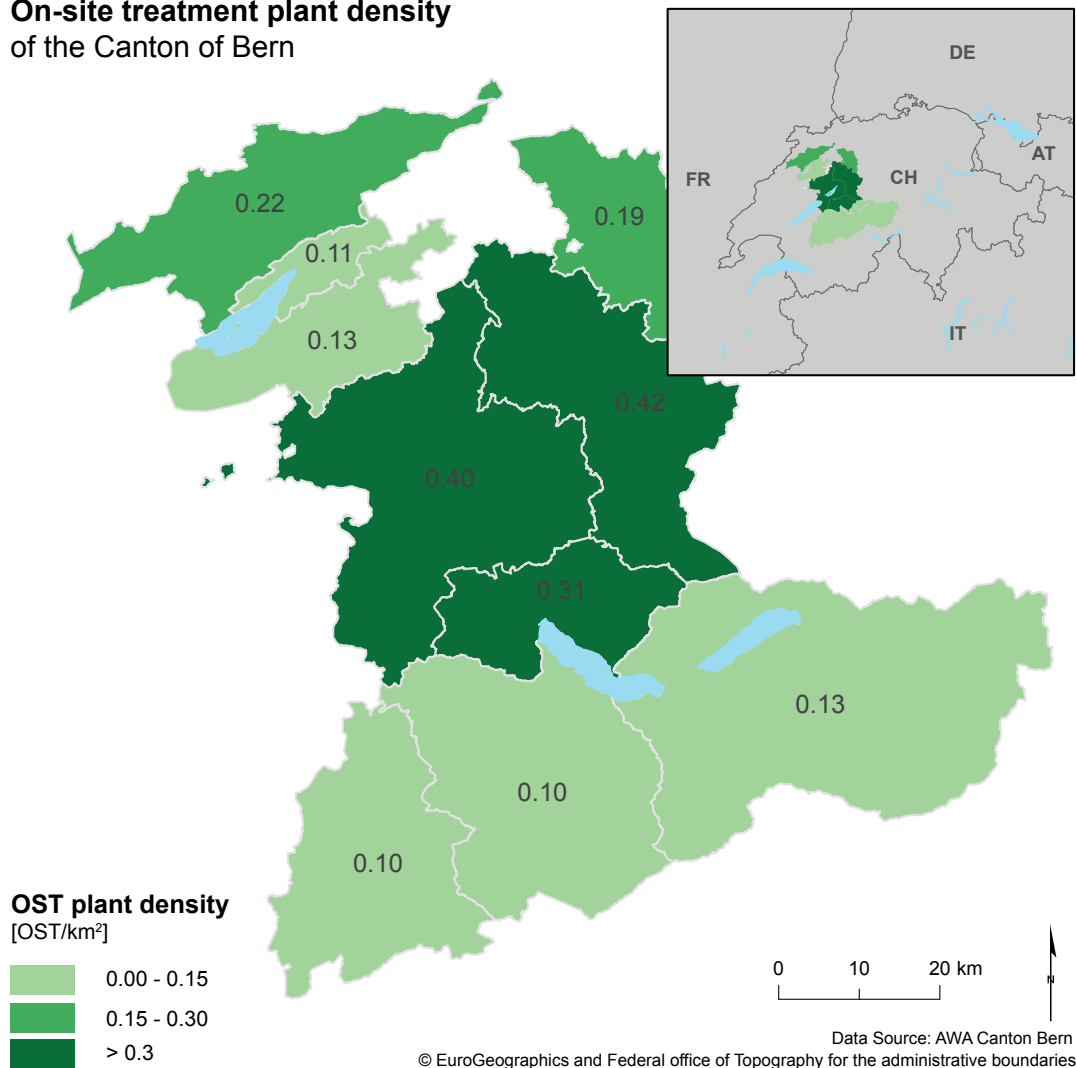 On-site treatment plant density
of the Canton of Bern
DE
FR
CH
AT
IT
0.22
0.19
0.11
0.13
0.42
0.40
0.31
0.13
0.10
0.10
OST plant density
[OST/km²]
0.00 - 0.15
0.15 - 0.30
> 0.3
0 10 20 km
N
Data Source: AWA Canton Bern
© EuroGeographics and Federal office of Topography for the administrative boundaries